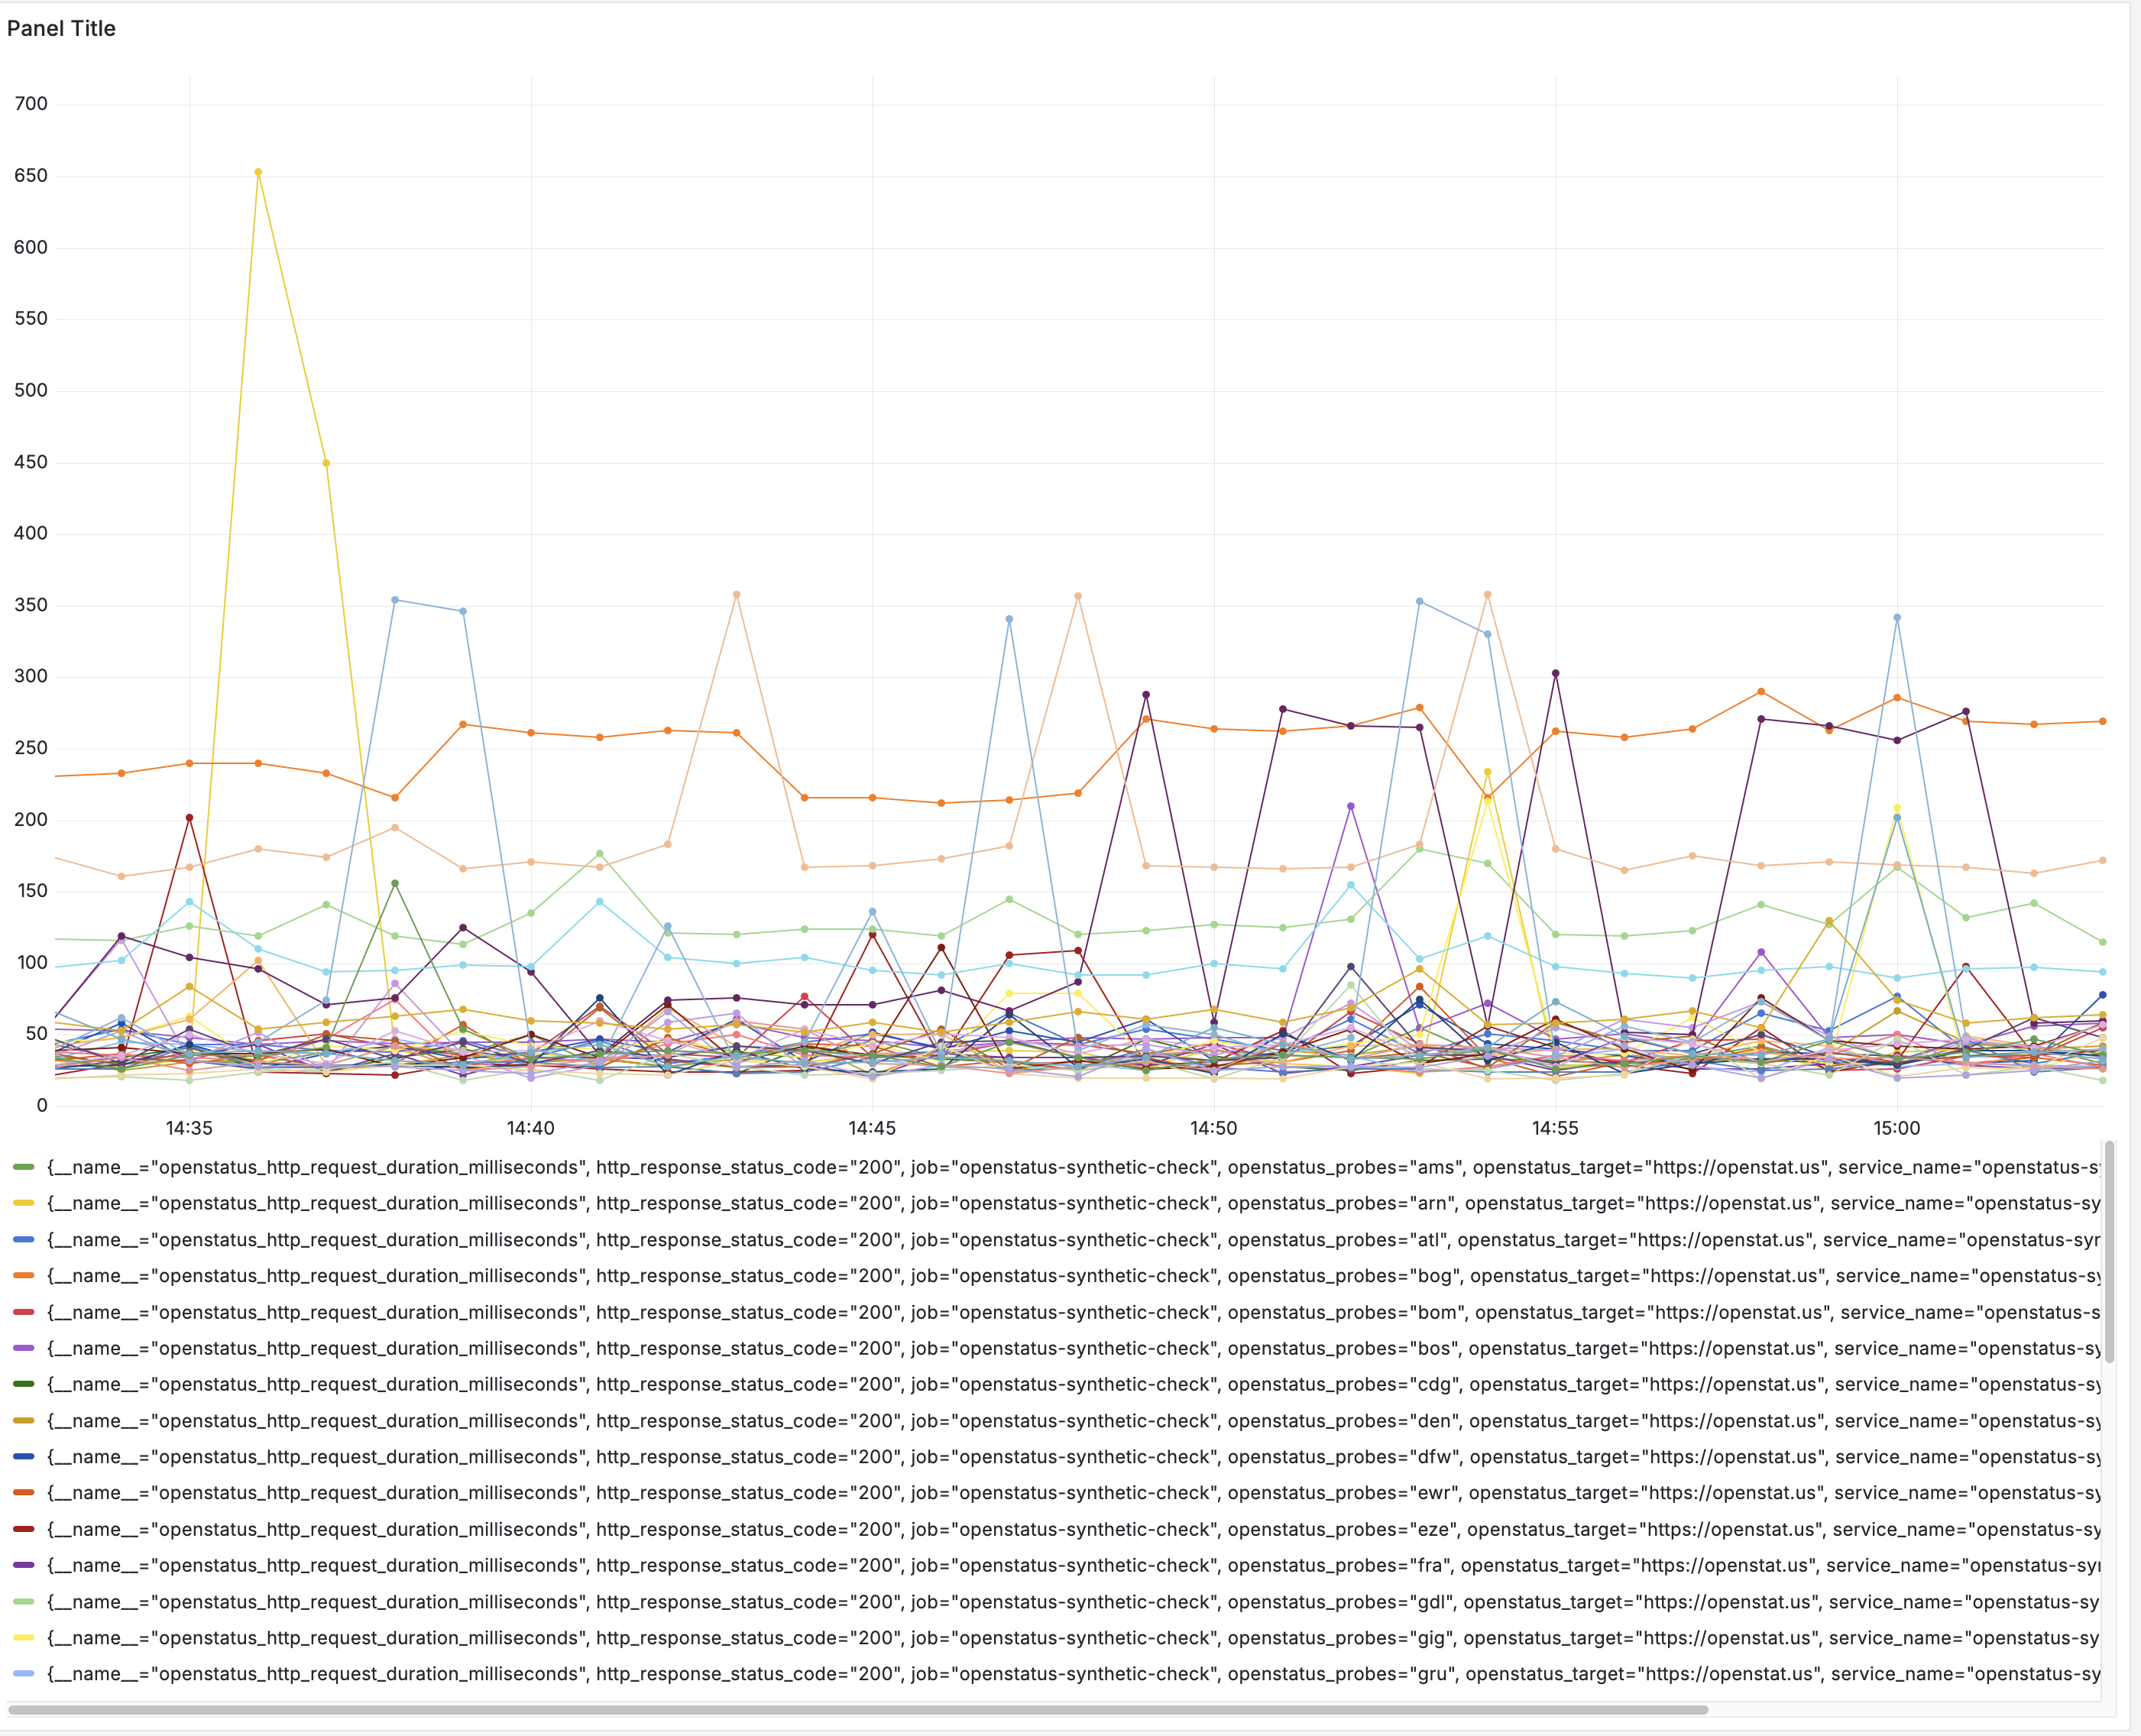 Panel Title
700
650
600
550
500
450
400
350
300
250
200
150
100
50
0
14:35 14:40 14:45 14:50 14:55 15:00
{__name__="openstatus_http_request_duration_milliseconds", http_response_status_code="200", job="openstatus-synthetic-check", openstatus_probes="ams", openstatus_target="https://openstat.us", service_name="openstatus-s
{__name__="openstatus_http_request_duration_milliseconds", http_response_status_code="200", job="openstatus-synthetic-check", openstatus_probes="arn", openstatus_target="https://openstat.us", service_name="openstatus-sy
{__name__="openstatus_http_request_duration_milliseconds", http_response_status_code="200", job="openstatus-synthetic-check", openstatus_probes="atl", openstatus_target="https://openstat.us", service_name="openstatus-syn
{__name__="openstatus_http_request_duration_milliseconds", http_response_status_code="200", job="openstatus-synthetic-check", openstatus_probes="bog", openstatus_target="https://openstat.us", service_name="openstatus-sy
{__name__="openstatus_http_request_duration_milliseconds", http_response_status_code="200", job="openstatus-synthetic-check", openstatus_probes="bom", openstatus_target="https://openstat.us", service_name="openstatus-s
{__name__="openstatus_http_request_duration_milliseconds", http_response_status_code="200", job="openstatus-synthetic-check", openstatus_probes="bos", openstatus_target="https://openstat.us", service_name="openstatus-sy
{__name__="openstatus_http_request_duration_milliseconds", http_response_status_code="200", job="openstatus-synthetic-check", openstatus_probes="cdg", openstatus_target="https://openstat.us", service_name="openstatus-sy
{__name__="openstatus_http_request_duration_milliseconds", http_response_status_code="200", job="openstatus-synthetic-check", openstatus_probes="den", openstatus_target="https://openstat.us", service_name="openstatus-sy
{__name__="openstatus_http_request_duration_milliseconds", http_response_status_code="200", job="openstatus-synthetic-check", openstatus_probes="dfw", openstatus_target="https://openstat.us", service_name="openstatus-sy
{__name__="openstatus_http_request_duration_milliseconds", http_response_status_code="200", job="openstatus-synthetic-check", openstatus_probes="ewr", openstatus_target="https://openstat.us", service_name="openstatus-sy
{__name__="openstatus_http_request_duration_milliseconds", http_response_status_code="200", job="openstatus-synthetic-check", openstatus_probes="eze", openstatus_target="https://openstat.us", service_name="openstatus-sy
{__name__="openstatus_http_request_duration_milliseconds", http_response_status_code="200", job="openstatus-synthetic-check", openstatus_probes="fra", openstatus_target="https://openstat.us", service_name="openstatus-syn
{__name__="openstatus_http_request_duration_milliseconds", http_response_status_code="200", job="openstatus-synthetic-check", openstatus_probes="gdl", openstatus_target="https://openstat.us", service_name="openstatus-sy
{__name__="openstatus_http_request_duration_milliseconds", http_response_status_code="200", job="openstatus-synthetic-check", openstatus_probes="gig", openstatus_target="https://openstat.us", service_name="openstatus-sy
{__name__="openstatus_http_request_duration_milliseconds", http_response_status_code="200", job="openstatus-synthetic-check", openstatus_probes="gru", openstatus_target="https://openstat.us", service_name="openstatus-sy